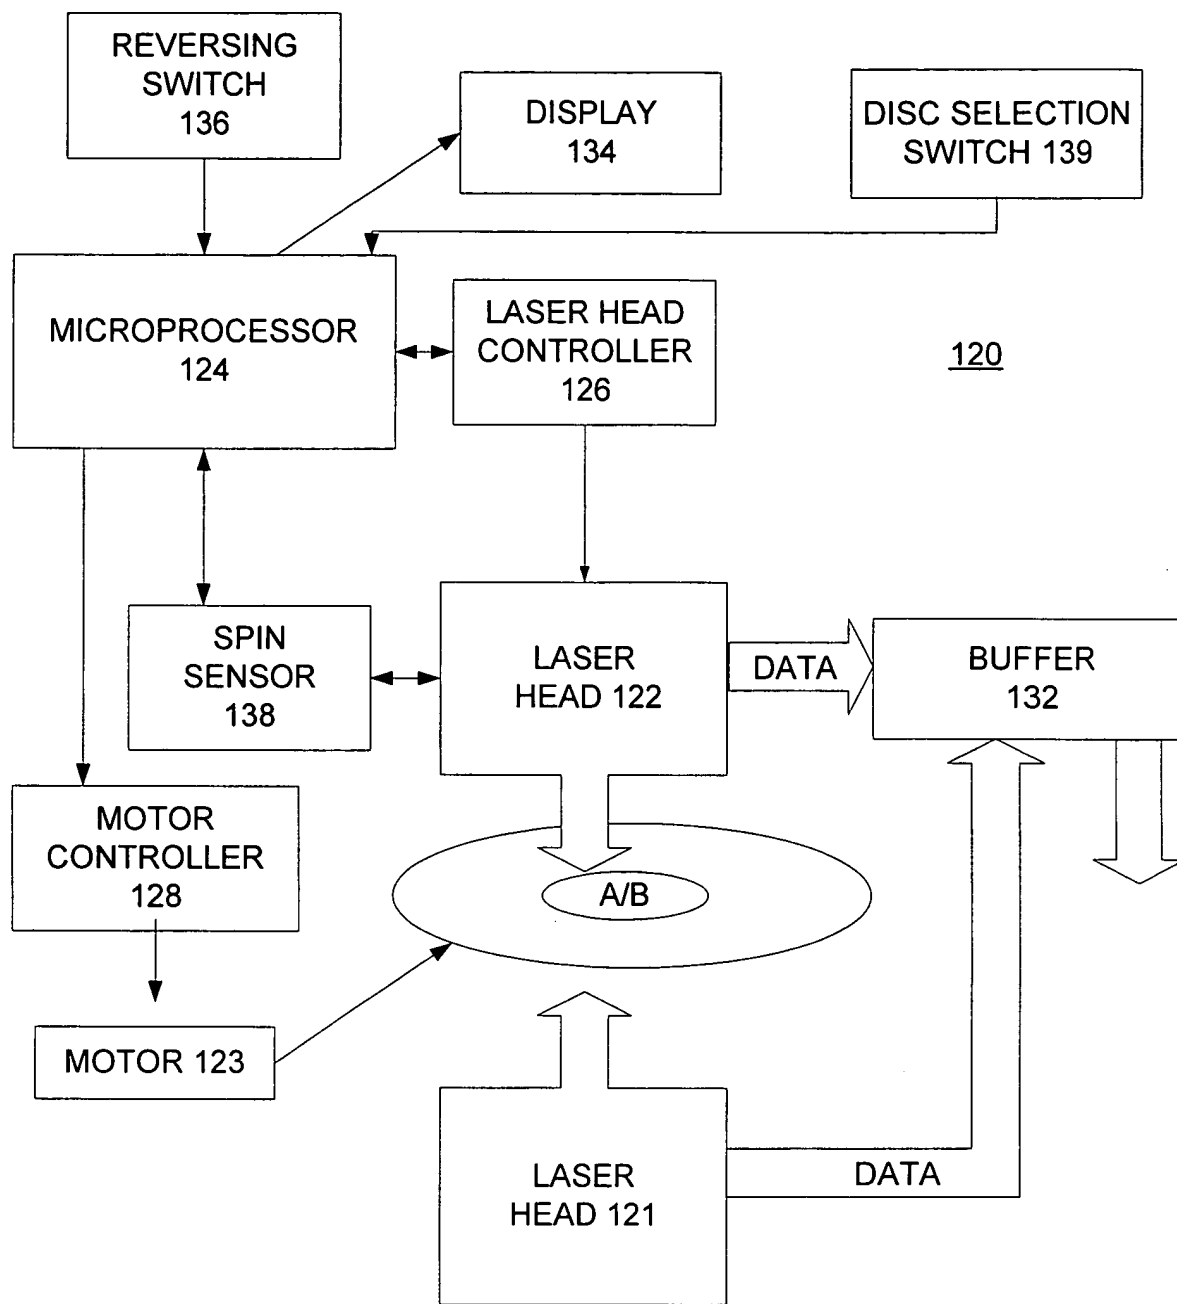 REVERSING
SWITCH
136
DISPLAY
134
DISC SELECTION
SWITCH 139
MICROPROCESSOR
124
LASER HEAD
CONTROLLER
126
120
SPIN
SENSOR
138
LASER
HEAD 122
DATA
BUFFER
132
MOTOR
CONTROLLER
128
A/B
MOTOR 123
LASER
HEAD 121
DATA